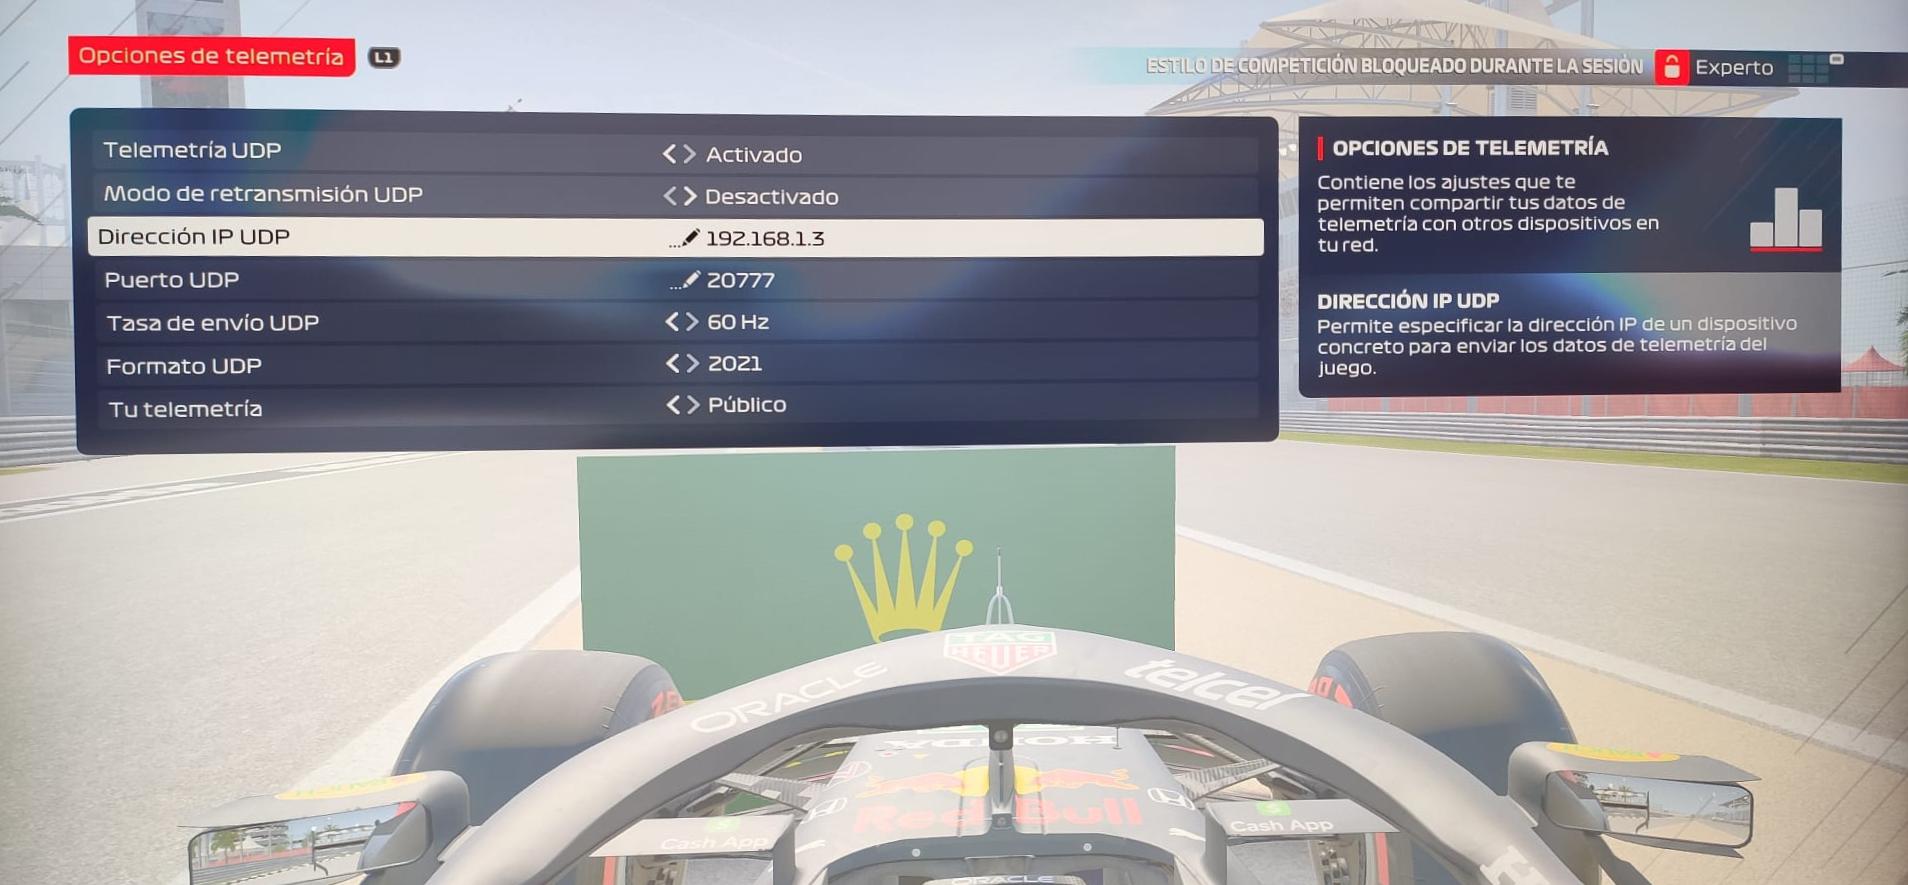 Opciones de telemetría L1
ESTILO DE COMPETICIÓN BLOQUEADO DURANTE LA SESIÓN Experto
Telemetría UDP Activado
Modo de retransmisión UDP Desactivado
Dirección IP UDP ... 192.168.1.3
Puerto UDP ... 20777
Tasa de envío UDP 60 Hz
Formato UDP 2021
Tu telemetría Público
OPCIONES DE TELEMETRÍA
Contiene los ajustes que te
permiten compartir tus datos de
telemetría con otros dispositivos en
tu red.
DIRECCIÓN IP UDP
Permite especificar la dirección IP de un dispositivo
concreto para enviar los datos de telemetría del
juego.
TAG
HEUER
ORACLE
telcel
HONDA
Red Bull
Cash App
Cash App
ORACLE